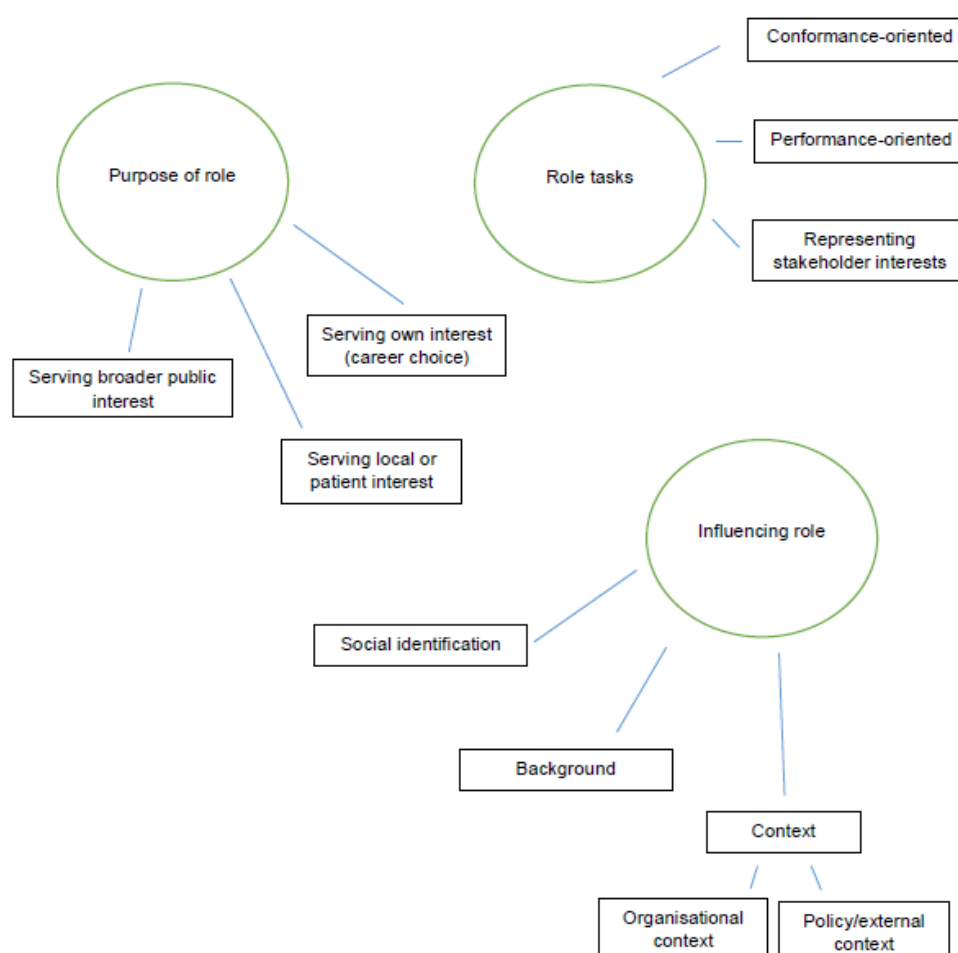 Conformance-oriented
Purpose of role
Role tasks
Performance-oriented
Representing
stakeholder interests
Serving own interest
(career choice)
Serving broader public
interest
Serving local or
patient interest
Influencing role
Social identification
Background
Context
Organisational
context
Policy/external
context